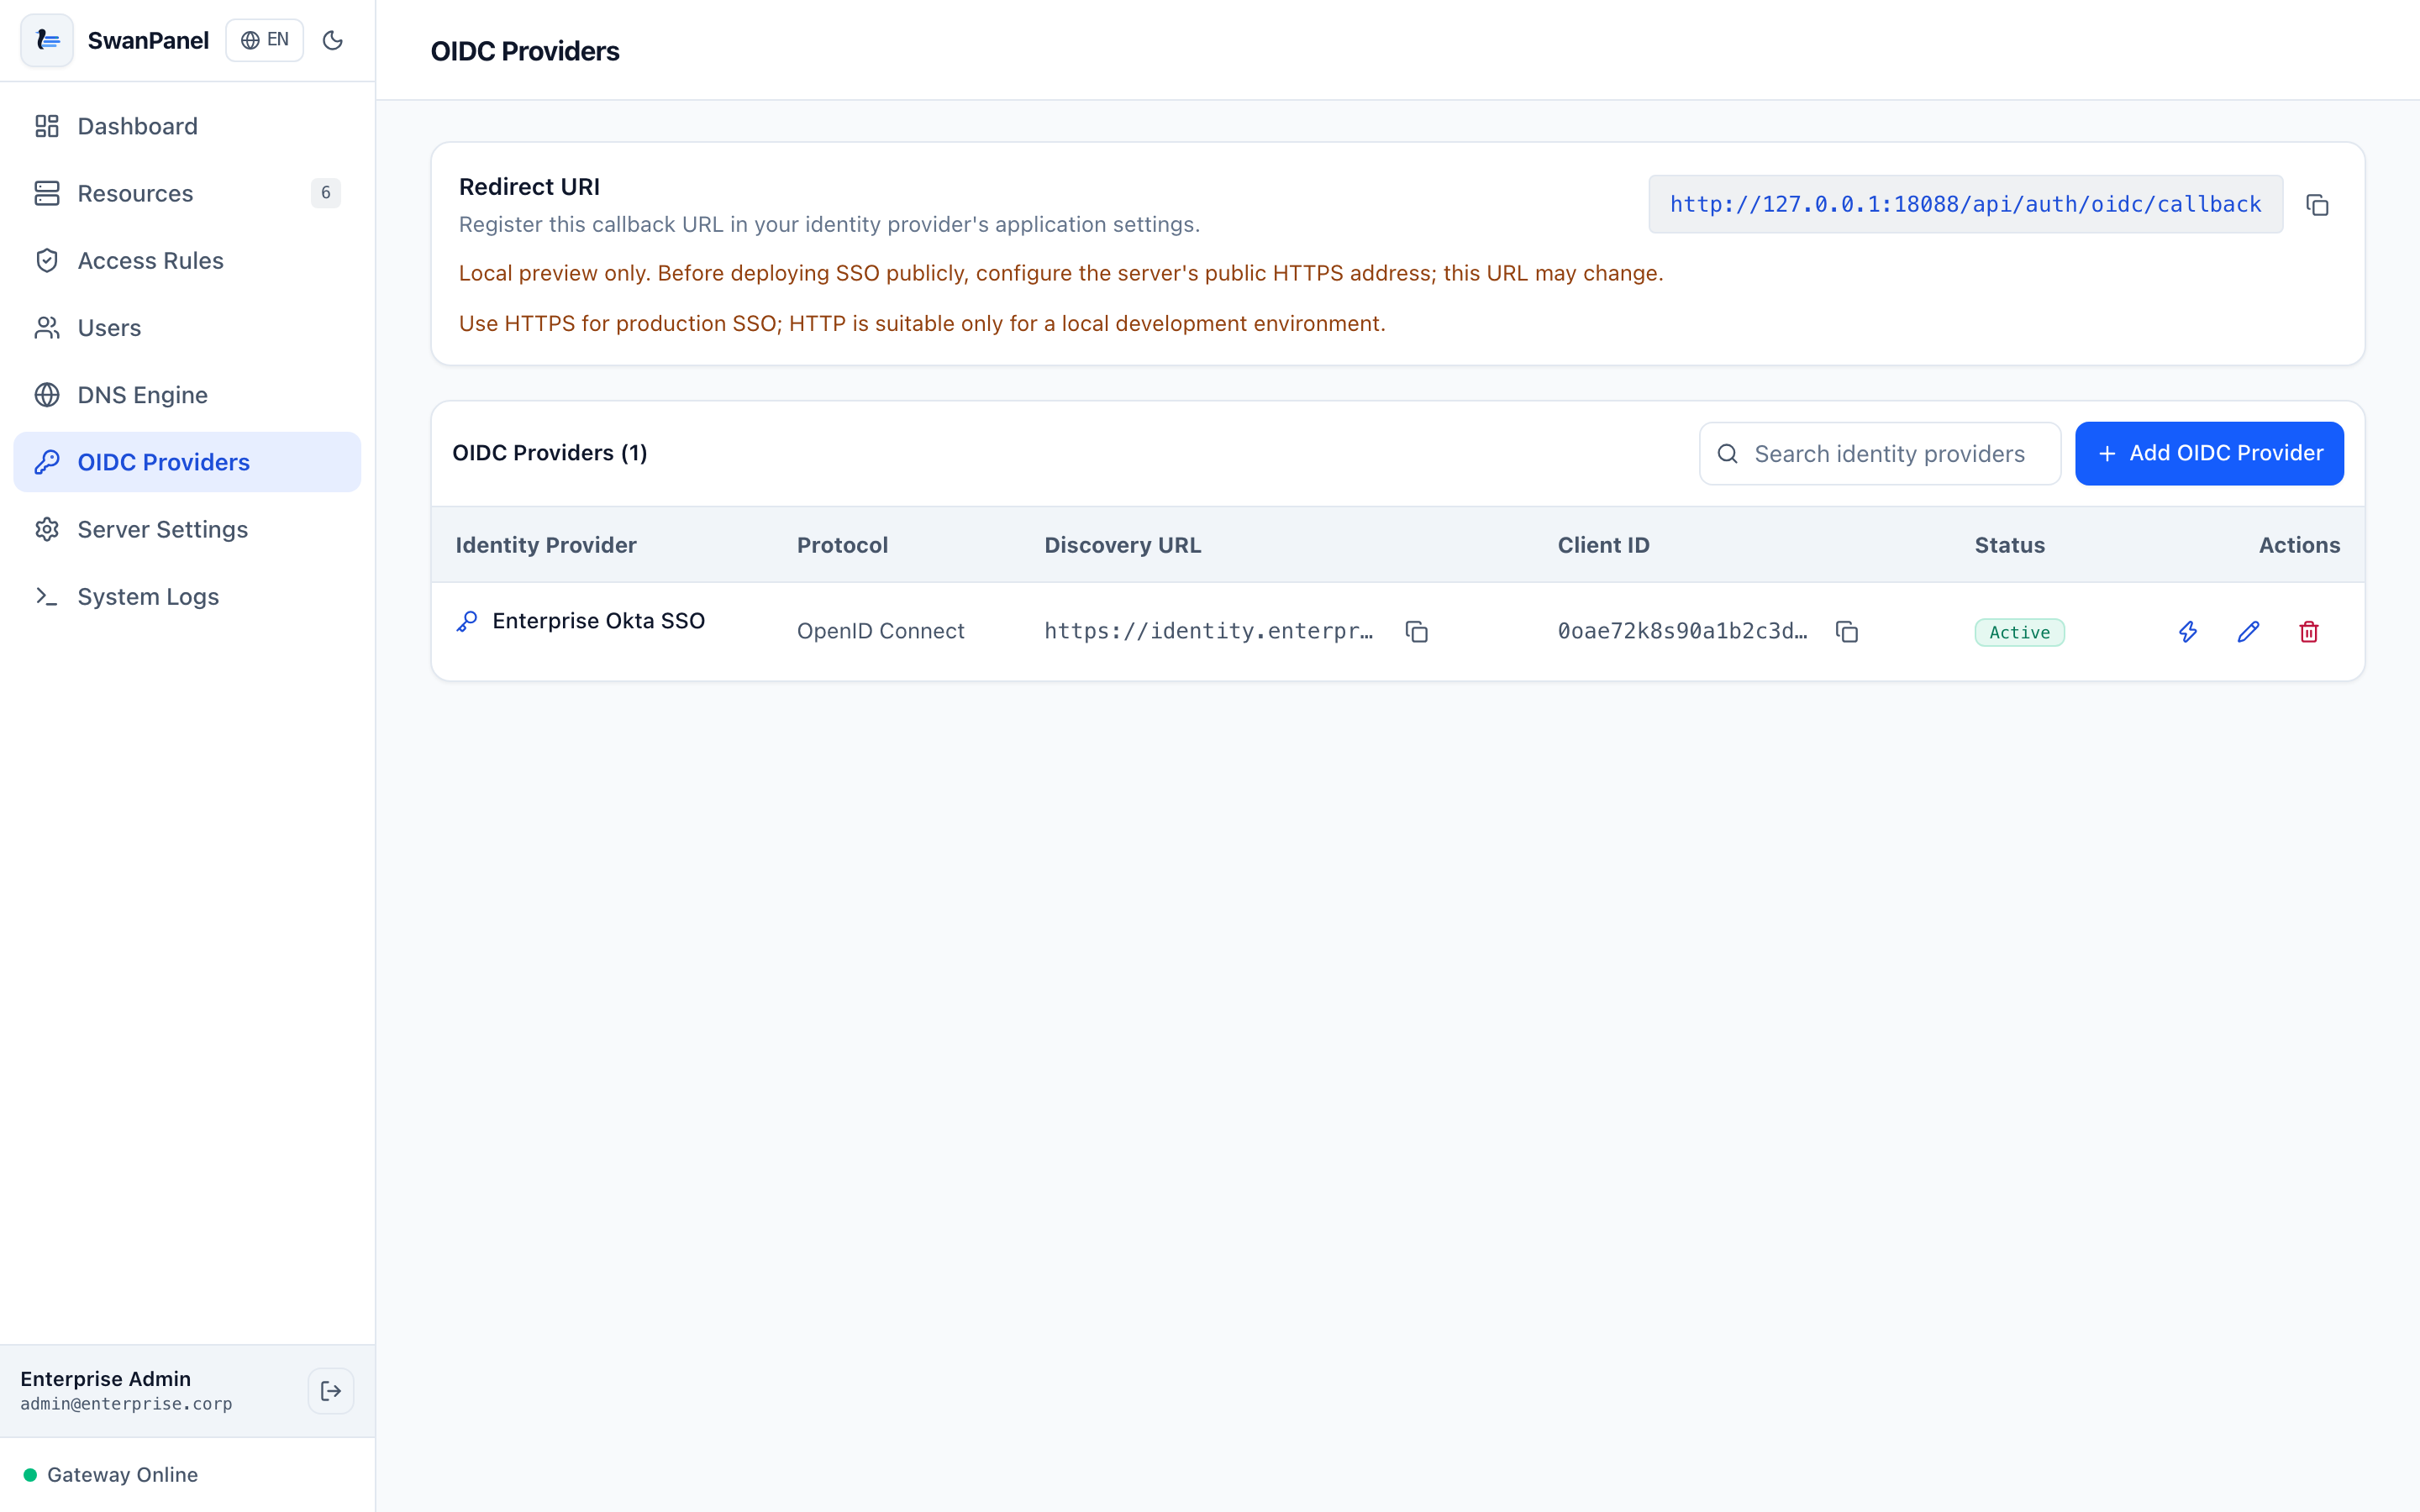 SwanPanel
EN
Dashboard
Resources
6
Access Rules
Users
DNS Engine
OIDC Providers
Server Settings
System Logs
Enterprise Admin
admin@enterprise.corp
Gateway Online
OIDC Providers
Redirect URI
Register this callback URL in your identity provider's application settings.
http://127.0.0.1:18088/api/auth/oidc/callback
Local preview only. Before deploying SSO publicly, configure the server's public HTTPS address; this URL may change.
Use HTTPS for production SSO; HTTP is suitable only for a local development environment.
OIDC Providers (1)
Search identity providers
Add OIDC Provider
Identity Provider Protocol Discovery URL Client ID Status Actions
Enterprise Okta SSO OpenID Connect https://identity.enterpr… 0oae72k8s90a1b2c3d… Active